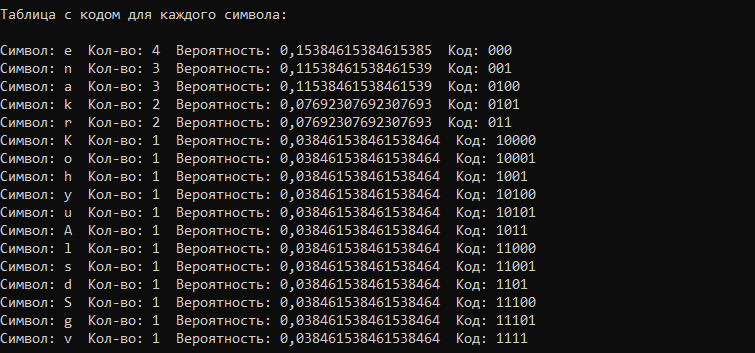 Таблица с кодом для каждого символа:
Символ: e  Кол-во: 4  Вероятность: 0,15384615384615385  Код: 000
Символ: n  Кол-во: 3  Вероятность: 0,11538461538461539  Код: 001
Символ: a  Кол-во: 3  Вероятность: 0,11538461538461539  Код: 0100
Символ: k  Кол-во: 2  Вероятность: 0,07692307692307693  Код: 0101
Символ: r  Кол-во: 2  Вероятность: 0,07692307692307693  Код: 011
Символ: K  Кол-во: 1  Вероятность: 0,038461538461538464  Код: 10000
Символ: o  Кол-во: 1  Вероятность: 0,038461538461538464  Код: 10001
Символ: h  Кол-во: 1  Вероятность: 0,038461538461538464  Код: 1001
Символ: y  Кол-во: 1  Вероятность: 0,038461538461538464  Код: 10100
Символ: u  Кол-во: 1  Вероятность: 0,038461538461538464  Код: 10101
Символ: A  Кол-во: 1  Вероятность: 0,038461538461538464  Код: 1011
Символ: l  Кол-во: 1  Вероятность: 0,038461538461538464  Код: 11000
Символ: s  Кол-во: 1  Вероятность: 0,038461538461538464  Код: 11001
Символ: d  Кол-во: 1  Вероятность: 0,038461538461538464  Код: 1101
Символ: S  Кол-во: 1  Вероятность: 0,038461538461538464  Код: 11100
Символ: g  Кол-во: 1  Вероятность: 0,038461538461538464  Код: 11101
Символ: v  Кол-во: 1  Вероятность: 0,038461538461538464  Код: 1111